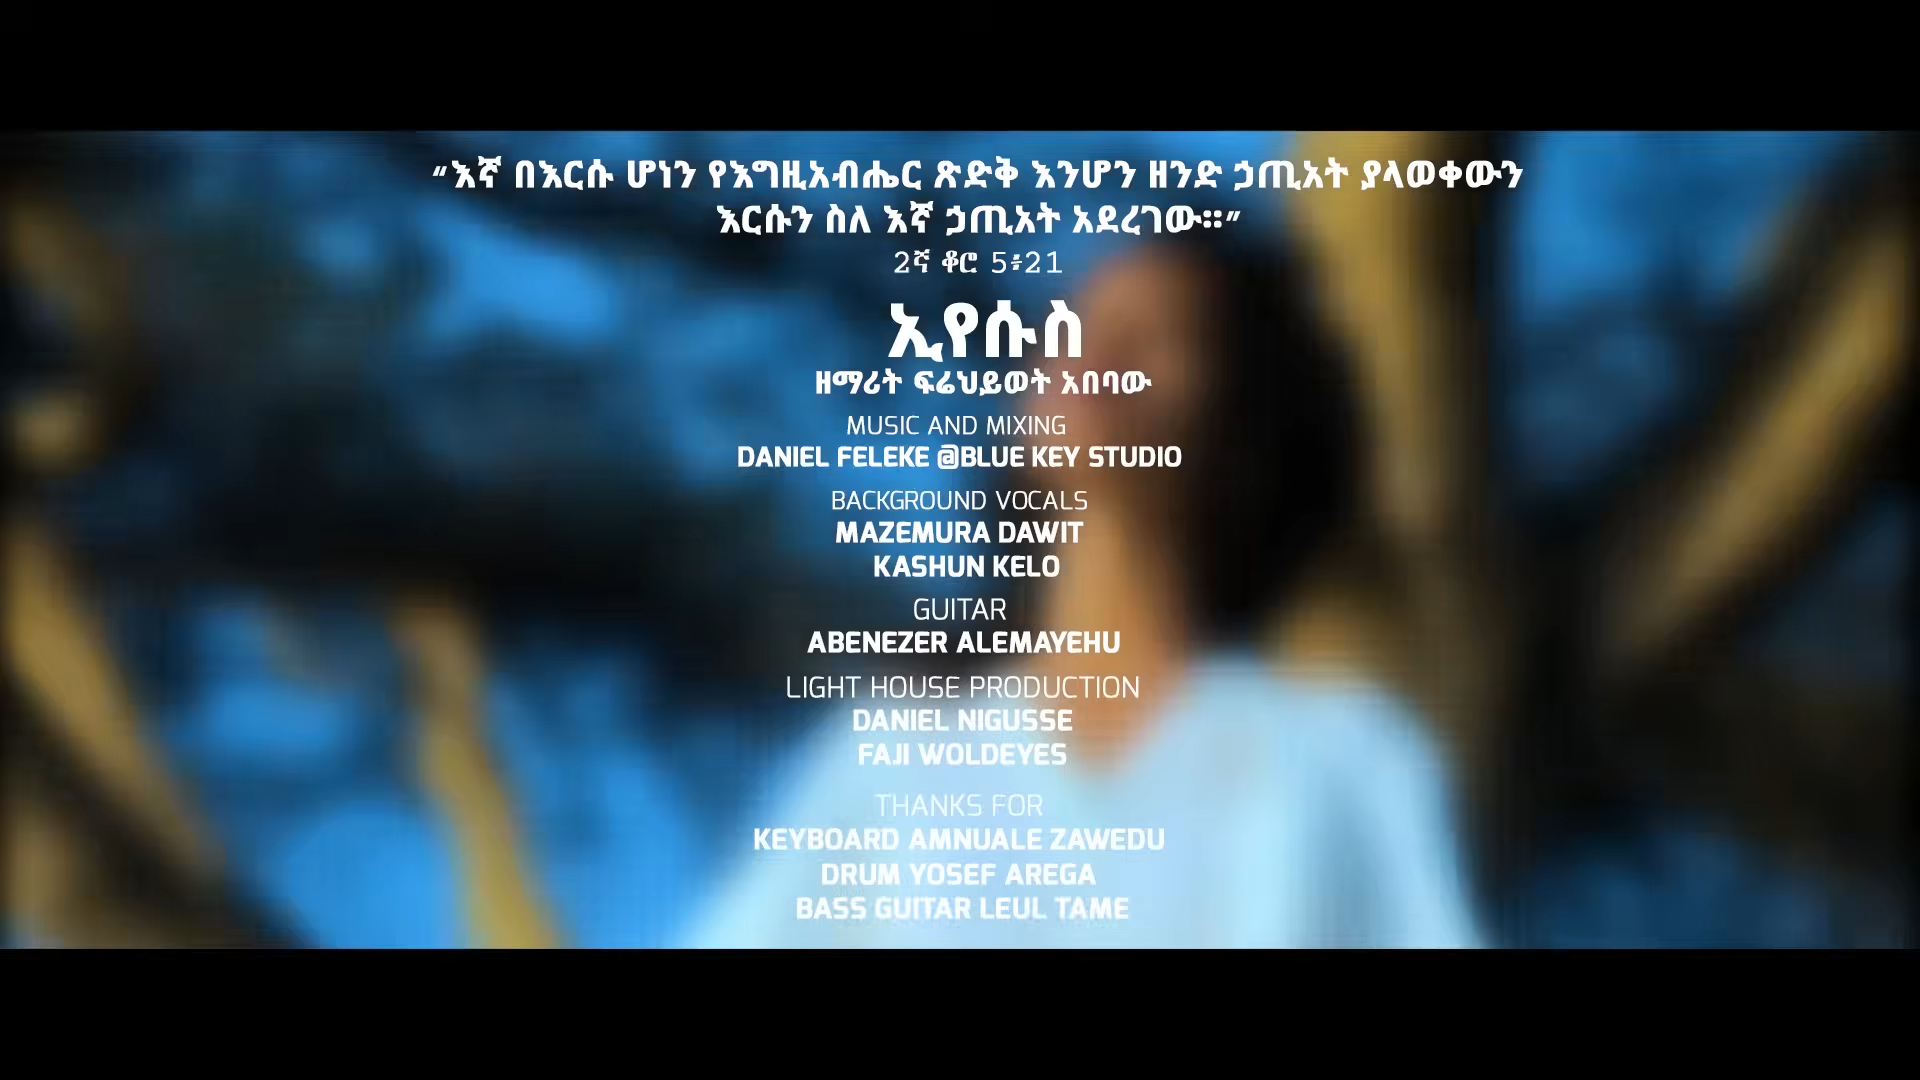 "እኛ በእርሱ ሆነን የእግዚአብሔር ጽድቅ እንሆን ዘንድ ኃጢአት ያላወቀውን
እርሱን ስለ እኛ ኃጢአት አደረገው።"
2ኛ ቆሮ 5፥21
ኢየሱስ
ዘማሪት ፍሬህይወት አበባው
MUSIC AND MIXING
DANIEL FELEKE @BLUE KEY STUDIO
BACKGROUND VOCALS
MAZEMURA DAWIT
KASHUN KELO
GUITAR
ABENEZER ALEMAYEHU
LIGHT HOUSE PRODUCTION
DANIEL NIGUSSE
FAJI WOLDEYES
THANKS FOR
KEYBOARD AMNUALE ZAWEDU
DRUM YOSEF AREGA
BASS GUITAR LEUL TAME